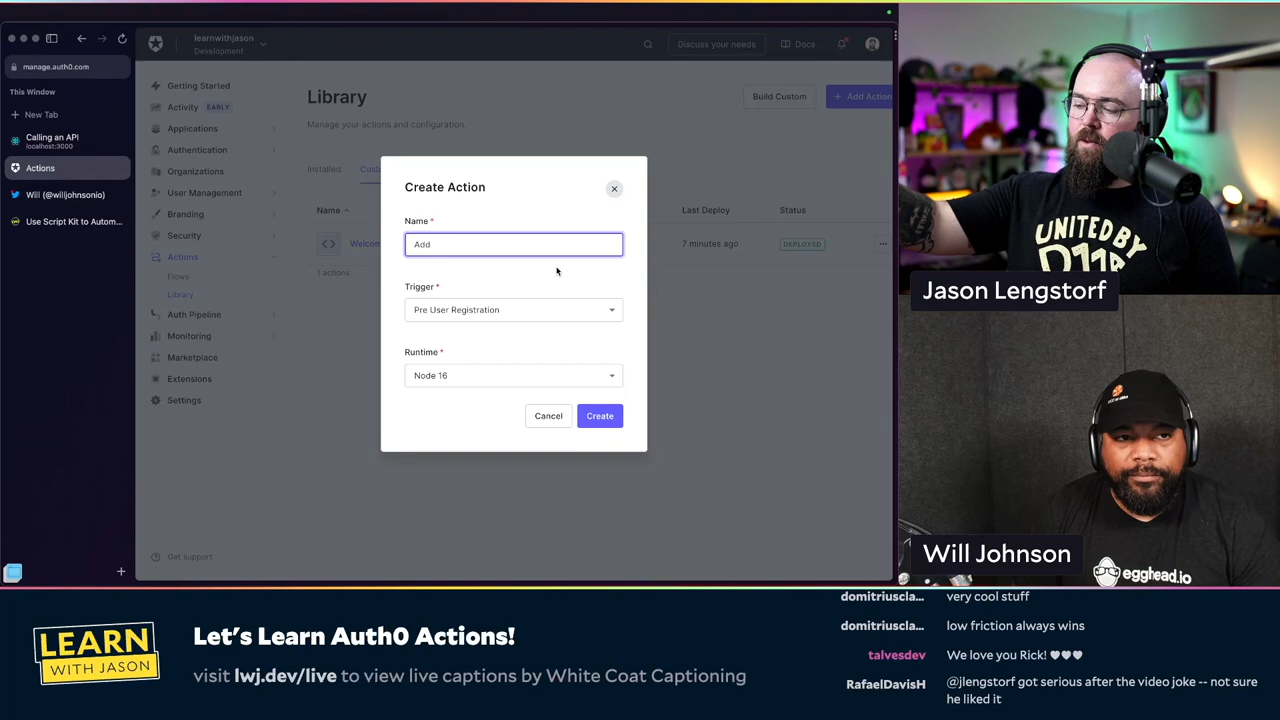 manage.auth0.com
This Window
New Tab
Calling an API
localhost:3000
Actions
Will (@willjohnsonio)
Use Script Kit to Autom...
learnwithjason
Development
Discuss your needs
Docs
Getting Started
Activity EARLY
Applications
Authentication
Organizations
User Management
Branding
Security
Actions
Flows
Library
Auth Pipeline
Monitoring
Marketplace
Extensions
Settings
Get support
Library
Manage your actions and configuration.
Build Custom
+ Add Action
Installed
Name
Last Deploy
Status
7 minutes ago
DEPLOYED
1 actions
Create Action
Name *
Add
Trigger *
Pre User Registration
Runtime *
Node 16
Cancel
Create
UNITED BY
Jason Lengstorf
Will Johnson
egghead.io
LEARN
WITH JASON
Let's Learn Auth0 Actions!
visit lwj.dev/live to view live captions by White Coat Captioning
domitriuscla... very cool stuff
domitriuscla... low friction always wins
talvesdev We love you Rick! ♥♥♥
RafaelDavisH @jlengstorf got serious after the video joke -- not sure
he liked it